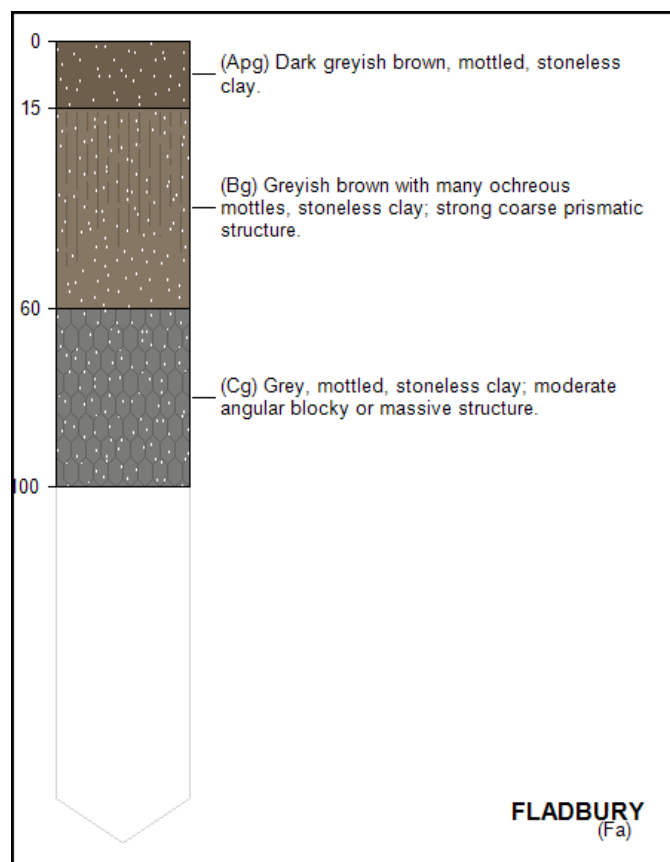 0
(Apg) Dark greyish brown, mottled, stoneless
clay.
15
(Bg) Greyish brown with many ochreous
mottles, stoneless clay; strong coarse prismatic
structure.
60
(Cg) Grey, mottled, stoneless clay; moderate
angular blocky or massive structure.
100
FLADBURY
(Fa)